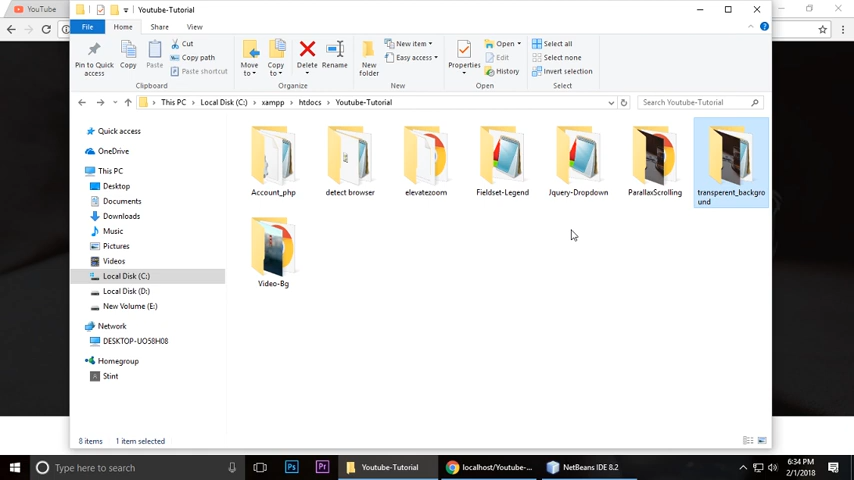 YouTube
Youtube-Tutorial
File
Home
Share
View
Pin to Quick access
Copy
Paste
Cut
Copy path
Paste shortcut
Clipboard
Move to
Copy to
Delete
Rename
Organize
New folder
New item
Easy access
New
Properties
Open
Edit
History
Open
Select all
Select none
Invert selection
Select
This PC
Local Disk (C:)
xampp
htdocs
Youtube-Tutorial
Search Youtube-Tutorial
Quick access
OneDrive
This PC
Desktop
Documents
Downloads
Music
Pictures
Videos
Local Disk (C:)
Local Disk (D:)
New Volume (E:)
Network
DESKTOP-UO58H08
Homegroup
Stint
Account_php
detect browser
elevatezoom
Fieldset-Legend
Jquery-Dropdown
ParallaxScrolling
transperent_backgro
und
Video-Bg
8 items
1 item selected
Type here to search
Ps
Pr
Youtube-Tutorial
localhost/Youtube-...
NetBeans IDE 8.2
6:34 PM
2/1/2018